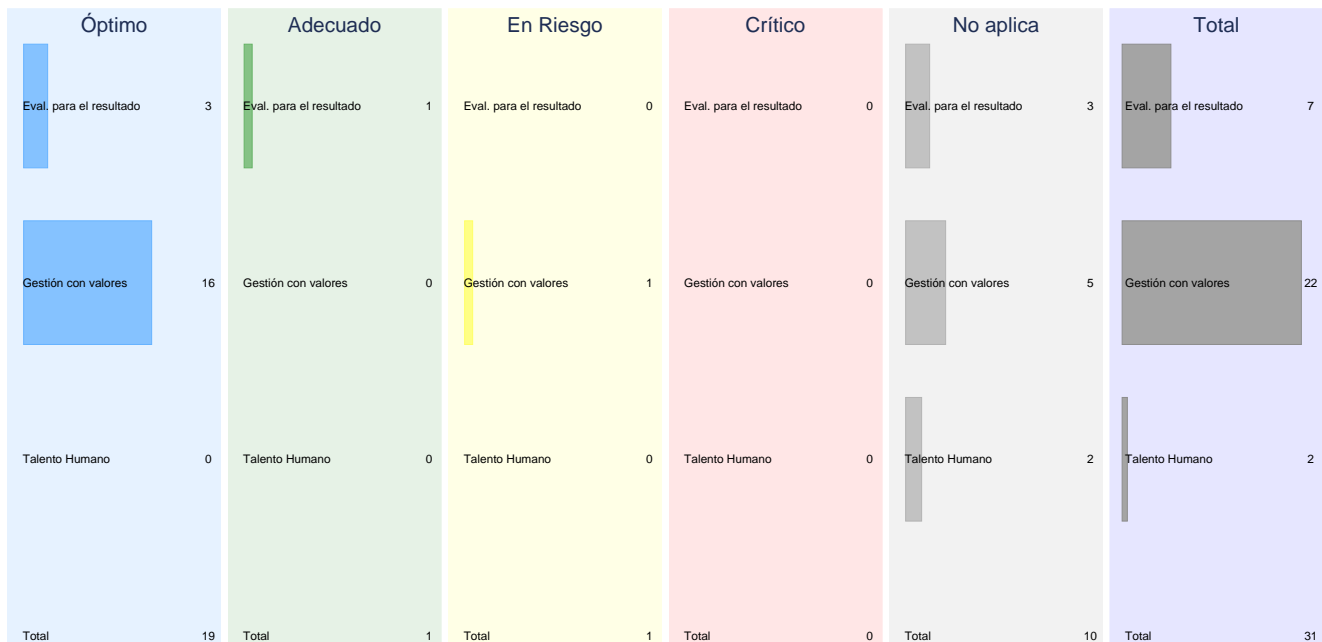 Óptimo Adecuado En Riesgo Crítico No aplica Total
Eval. para el resultado 3 Eval. para el resultado 1 Eval. para el resultado 0 Eval. para el resultado 0 Eval. para el resultado 3 Eval. para el resultado 7
Gestión con valores 16 Gestión con valores 0 Gestión con valores 1 Gestión con valores 0 Gestión con valores 5 Gestión con valores 22
Talento Humano 0 Talento Humano 0 Talento Humano 0 Talento Humano 0 Talento Humano 2 Talento Humano 2
Total 19 Total 1 Total 1 Total 0 Total 10 Total 31